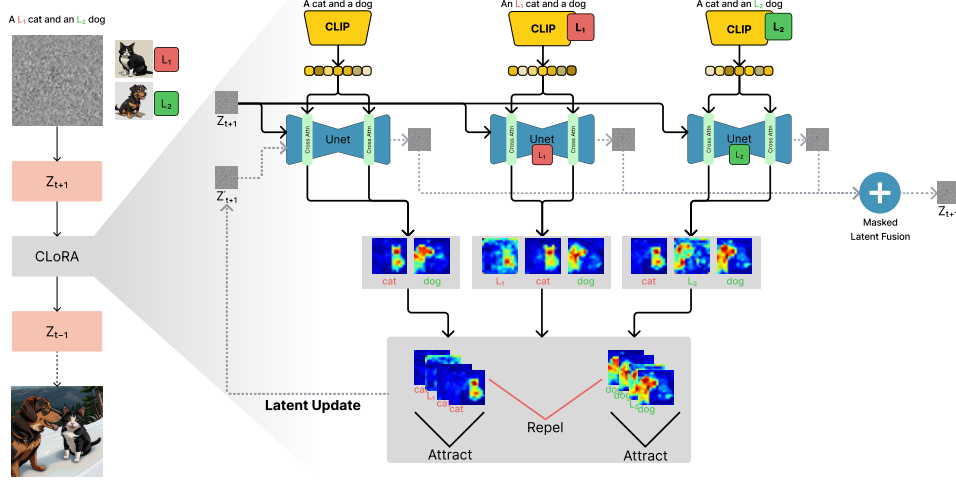 A L₁ cat and an L₂ dog
L₁
L₂
Zt+1
CLoRA
Zt−1
A cat and a dog
CLIP
An L₁ cat and a dog
CLIP
L₁
A cat and an L₂ dog
CLIP
L₂
Zt+1
Cross Attn
Unet
Cross Attn
Cross Attn
Unet
L₁
Cross Attn
Cross Attn
Unet
L₂
Cross Attn
Z't+1
Masked
Latent Fusion
Zt+1
cat
dog
L₁
cat
dog
cat
L₂
dog
cat
L₁
cat
cat
dog
dog
L₂
dog
Latent Update
Repel
Attract
Attract